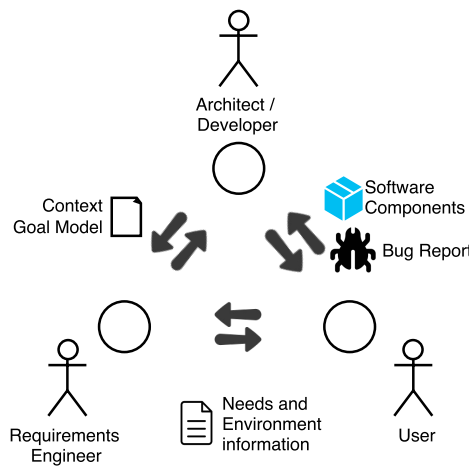 Architect /
Developer
Context
Goal Model
Software
Components
Bug Report
Needs and
Environment
information
Requirements
Engineer
User